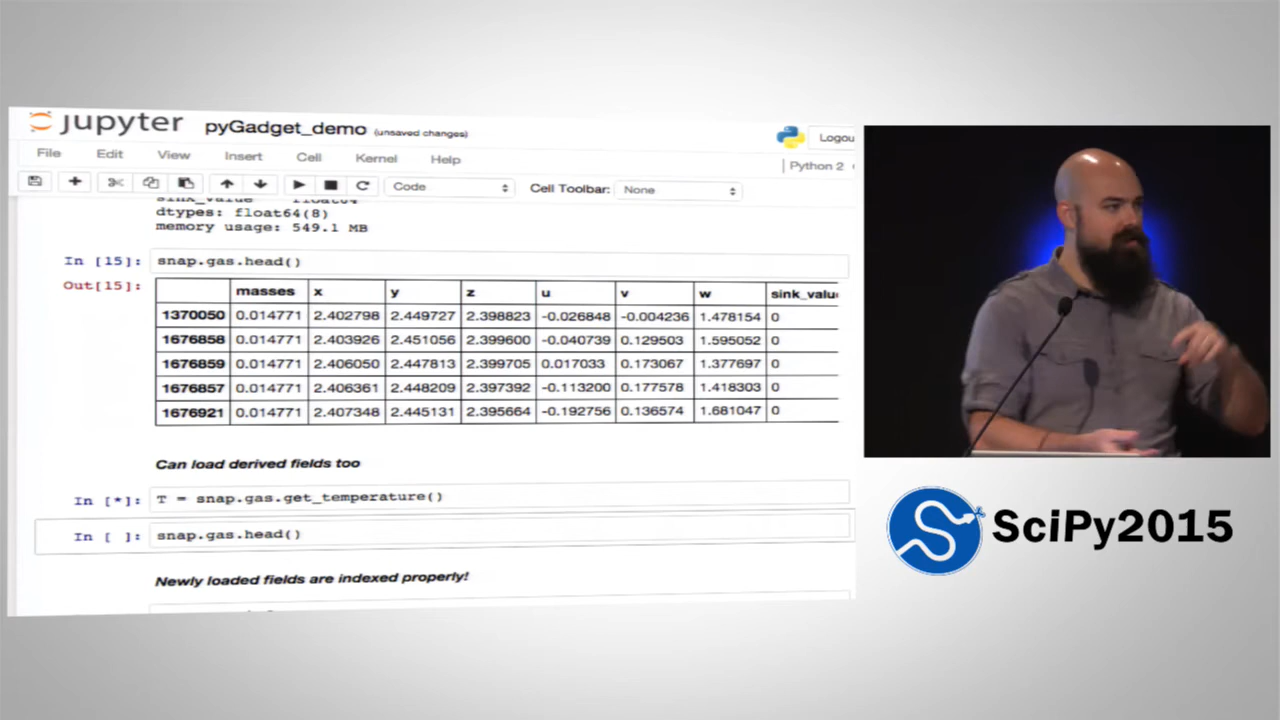 jupyter pyGadget_demo (unsaved changes)
Logou
File Edit View Insert Cell Kernel Help
Python 2
Code Cell Toolbar: None
dtypes: float64(8)
memory usage: 549.1 MB
In [15]: snap.gas.head()
Out[15]:
masses x y z u v w sink_valu
1370050 0.014771 2.402798 2.449727 2.398823 -0.026848 -0.004236 1.478154 0
1676858 0.014771 2.403926 2.451056 2.399600 -0.040739 0.129503 1.595052 0
1676859 0.014771 2.406050 2.447813 2.399705 0.017033 0.173067 1.377697 0
1676857 0.014771 2.406361 2.448209 2.397392 -0.113200 0.177578 1.418303 0
1676921 0.014771 2.407348 2.445131 2.395664 -0.192756 0.136574 1.681047 0
Can load derived fields too
In [*]: T = snap.gas.get_temperature()
In [ ]: snap.gas.head()
Newly loaded fields are indexed properly!
SciPy2015